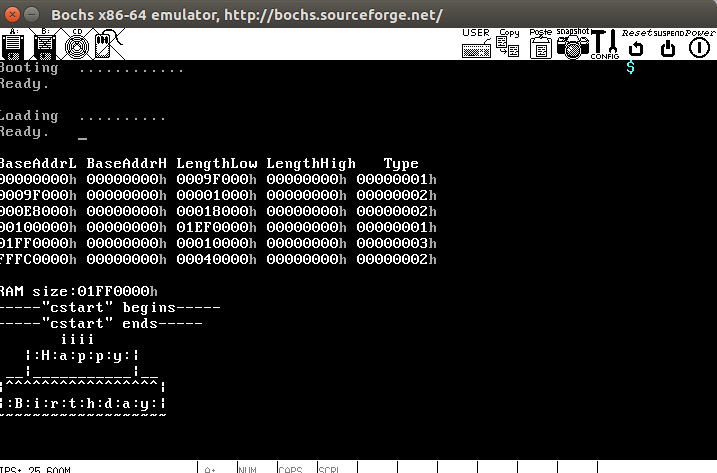 Bochs x86-64 emulator, http://bochs.sourceforge.net/
A: B: CD USER Copy Paste Snapshot CONFIG Reset SUSPEND Power
Booting ............ $
Ready.
Loading ..........
Ready. _
BaseAddrL BaseAddrH LengthLow LengthHigh Type
00000000h 00000000h 0009F000h 00000000h 00000001h
0009F000h 00000000h 00001000h 00000000h 00000002h
000E8000h 00000000h 00018000h 00000000h 00000002h
00100000h 00000000h 01EF0000h 00000000h 00000001h
01FF0000h 00000000h 00010000h 00000000h 00000003h
FFFC0000h 00000000h 00040000h 00000000h 00000002h
RAM size:01FF0000h
-----"cstart" begins-----
-----"cstart" ends-----
iiii
|:H:a:p:p:y:|
__|___________|__
|^^^^^^^^^^^^^^^^^|
|:B:i:r:t:h:d:a:y:|
~~~~~~~~~~~~~~~~~~~
IPS: 25.600M A: NUM CAPS SCRL